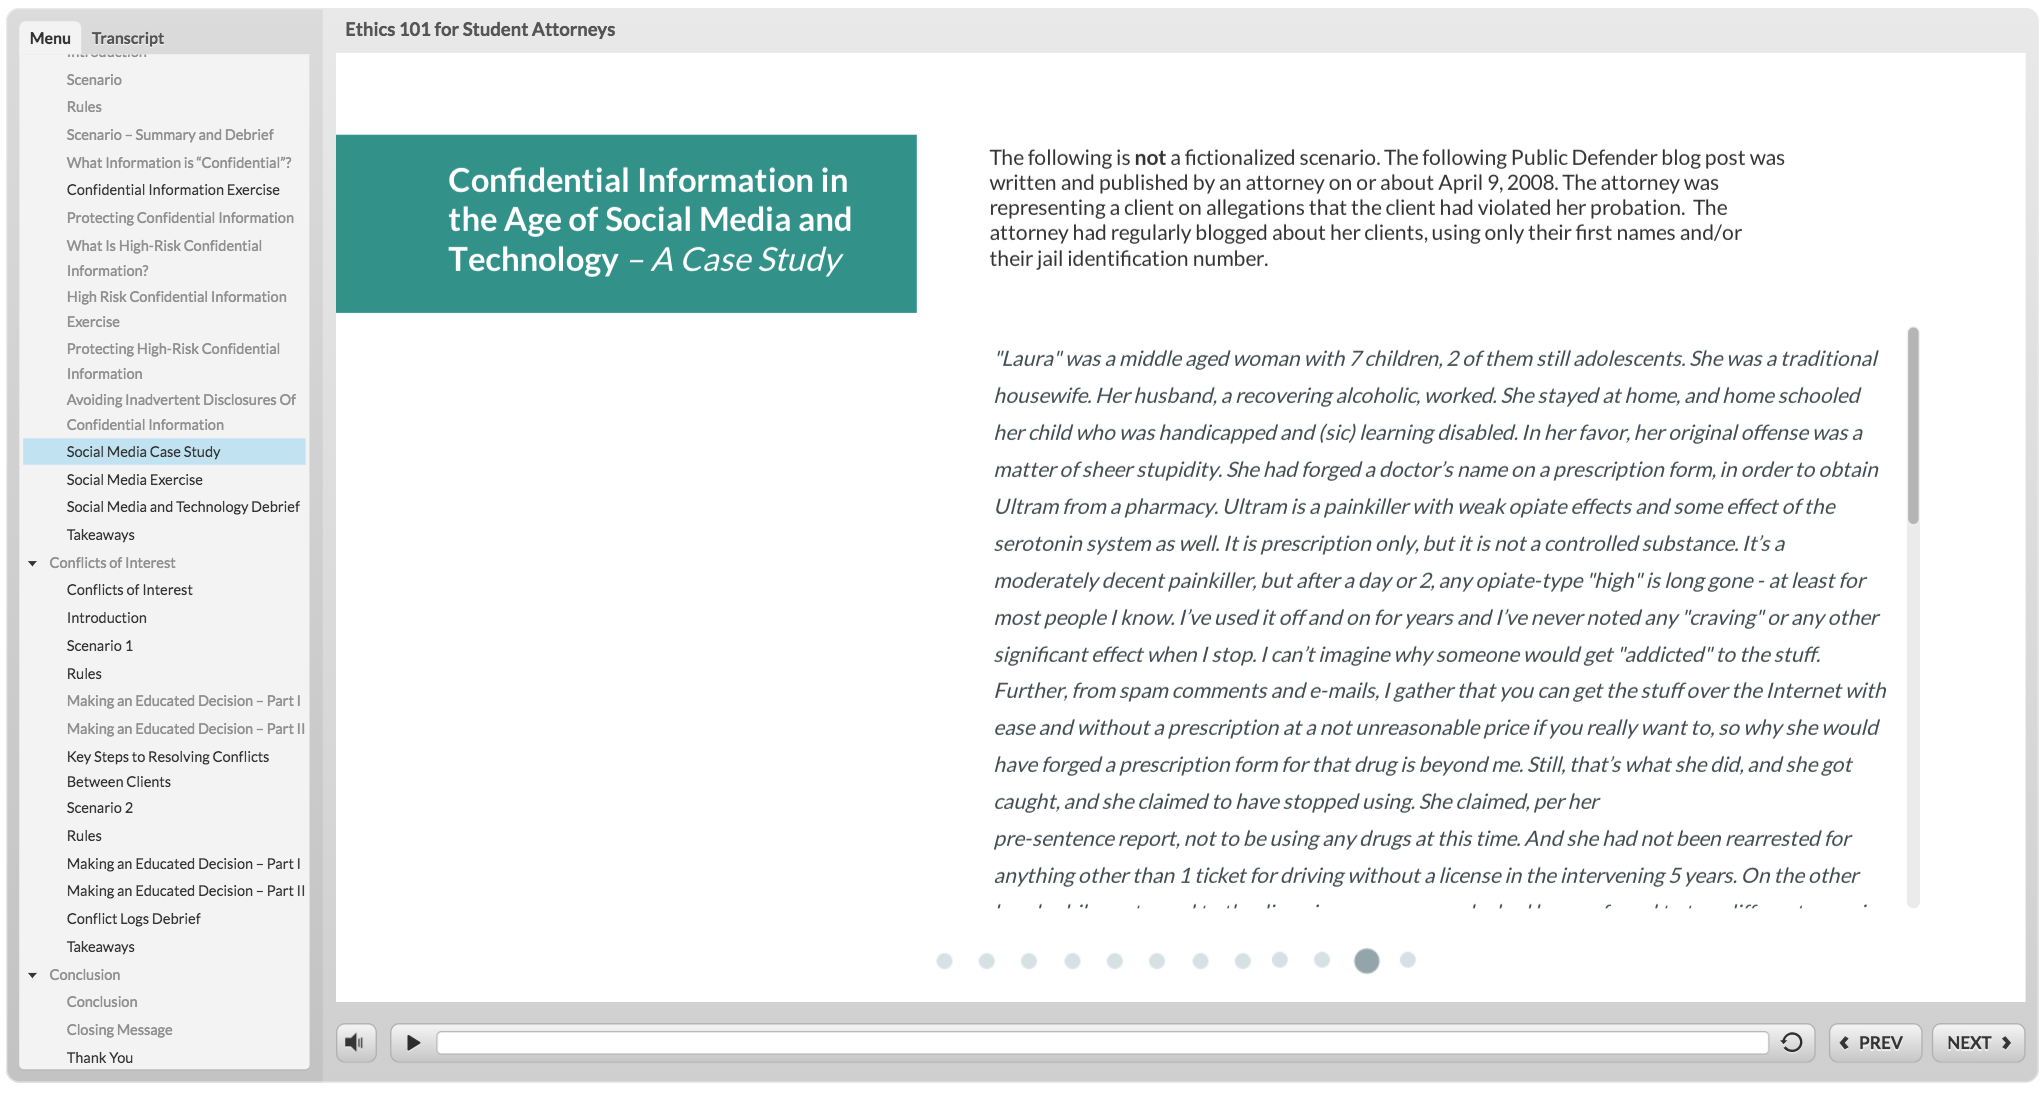 Menu
Transcript
Ethics 101 for Student Attorneys
Introduction
Scenario
Rules
Scenario – Summary and Debrief
What Information is “Confidential”?
Confidential Information Exercise
Protecting Confidential Information
What Is High-Risk Confidential
Information?
High Risk Confidential Information
Exercise
Protecting High-Risk Confidential
Information
Avoiding Inadvertent Disclosures Of
Confidential Information
Social Media Case Study
Social Media Exercise
Social Media and Technology Debrief
Takeaways
Conflicts of Interest
Conflicts of Interest
Introduction
Scenario 1
Rules
Making an Educated Decision – Part I
Making an Educated Decision – Part II
Key Steps to Resolving Conflicts
Between Clients
Scenario 2
Rules
Making an Educated Decision – Part I
Making an Educated Decision – Part II
Conflict Logs Debrief
Takeaways
Conclusion
Conclusion
Closing Message
Thank You
Confidential Information in
the Age of Social Media and
Technology – A Case Study
The following is not a fictionalized scenario. The following Public Defender blog post was
written and published by an attorney on or about April 9, 2008. The attorney was
representing a client on allegations that the client had violated her probation.  The
attorney had regularly blogged about her clients, using only their first names and/or
their jail identification number.
"Laura" was a middle aged woman with 7 children, 2 of them still adolescents. She was a traditional
housewife. Her husband, a recovering alcoholic, worked. She stayed at home, and home schooled
her child who was handicapped and (sic) learning disabled. In her favor, her original offense was a
matter of sheer stupidity. She had forged a doctor’s name on a prescription form, in order to obtain
Ultram from a pharmacy. Ultram is a painkiller with weak opiate effects and some effect of the
serotonin system as well. It is prescription only, but it is not a controlled substance. It’s a
moderately decent painkiller, but after a day or 2, any opiate-type "high" is long gone - at least for
most people I know. I’ve used it off and on for years and I’ve never noted any "craving" or any other
significant effect when I stop. I can’t imagine why someone would get "addicted" to the stuff.
Further, from spam comments and e-mails, I gather that you can get the stuff over the Internet with
ease and without a prescription at a not unreasonable price if you really want to, so why she would
have forged a prescription form for that drug is beyond me. Still, that’s what she did, and she got
caught, and she claimed to have stopped using. She claimed, per her
pre-sentence report, not to be using any drugs at this time. And she had not been rearrested for
anything other than 1 ticket for driving without a license in the intervening 5 years. On the other
PREV
NEXT